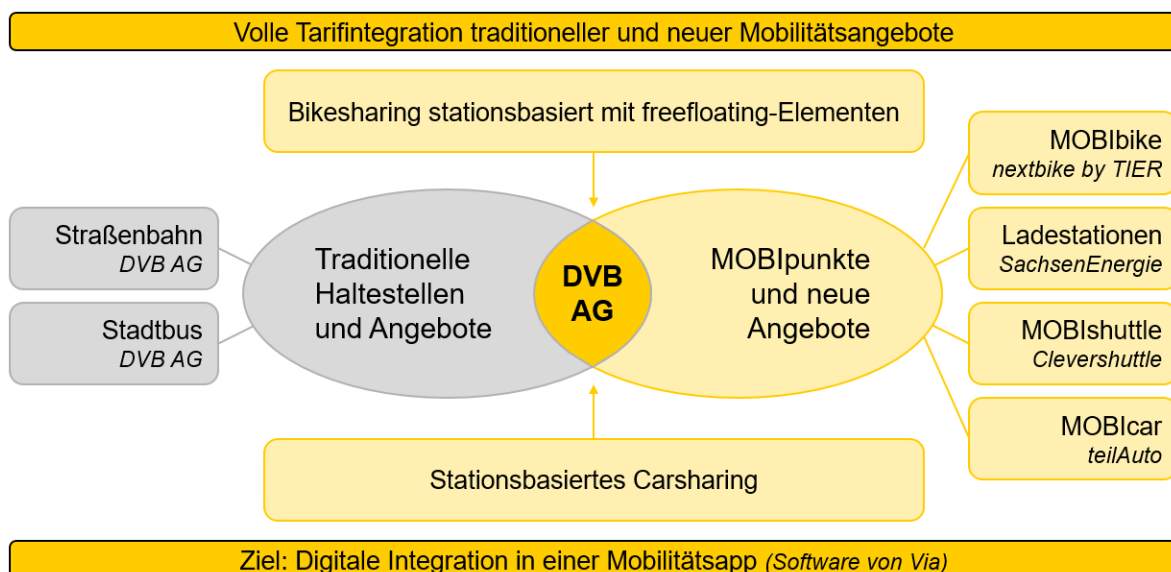 Volle Tarifintegration traditioneller und neuer Mobilitätsangebote
Bikesharing stationsbasiert mit freefloating-Elementen
Straßenbahn
DVB AG
Stadtbus
DVB AG
Traditionelle
Haltestellen
und Angebote
DVB
AG
MOBIpunkte
und neue
Angebote
MOBIbike
nextbike by TIER
Ladestationen
SachsenEnergie
MOBIshuttle
Clevershuttle
MOBIcar
teilAuto
Stationsbasiertes Carsharing
Ziel: Digitale Integration in einer Mobilitätsapp (Software von Via)